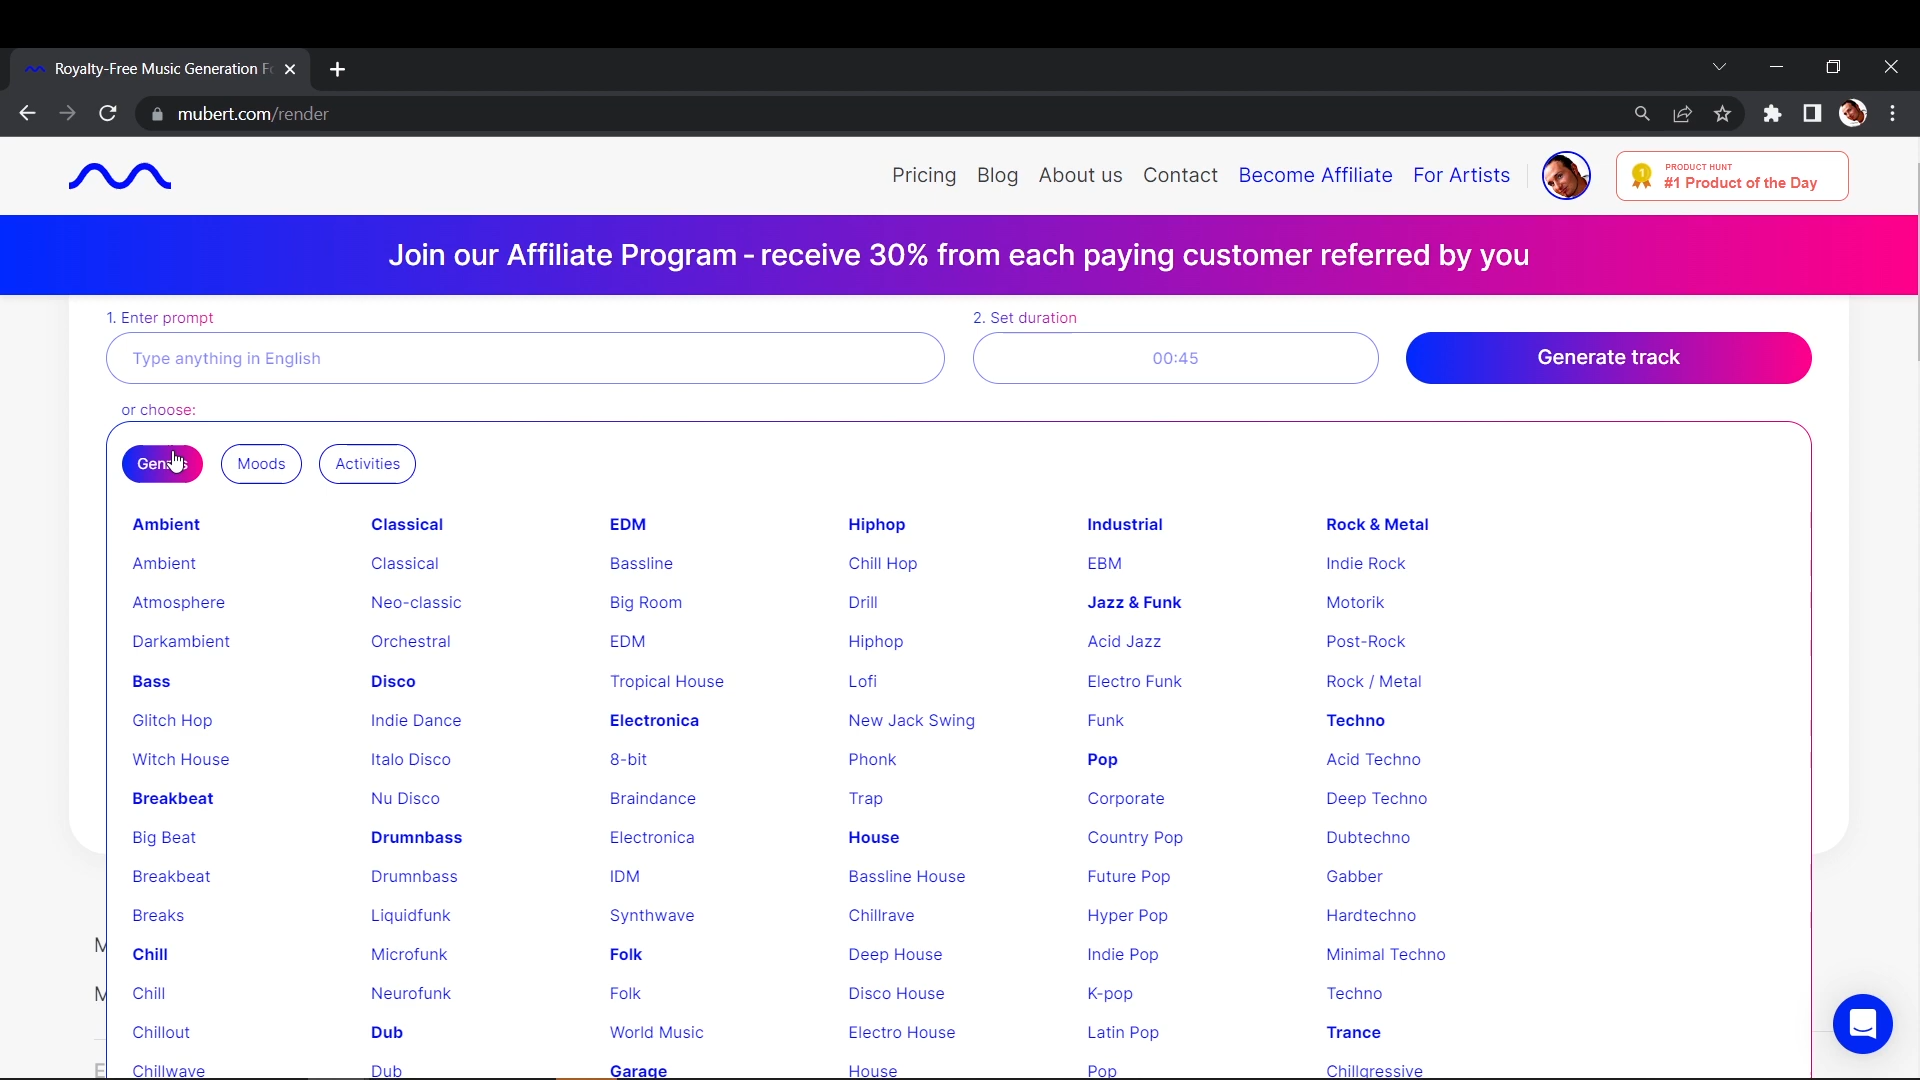 Royalty-Free Music Generation Fo
mubert.com/render
Pricing Blog About us Contact Become Affiliate For Artists
1 PRODUCT HUNT
#1 Product of the Day
Join our Affiliate Program - receive 30% from each paying customer referred by you
1. Enter prompt
2. Set duration
Type anything in English
00:45
Generate track
or choose:
Moods Activities
Ambient Classical EDM Hiphop Industrial Rock & Metal
Ambient Classical Bassline Chill Hop EBM Indie Rock
Atmosphere Neo-classic Big Room Drill Jazz & Funk Motorik
Darkambient Orchestral EDM Hiphop Acid Jazz Post-Rock
Bass Disco Tropical House Lofi Electro Funk Rock / Metal
Glitch Hop Indie Dance Electronica New Jack Swing Funk Techno
Witch House Italo Disco 8-bit Phonk Pop Acid Techno
Breakbeat Nu Disco Braindance Trap Corporate Deep Techno
Big Beat Drumnbass Electronica House Country Pop Dubtechno
Breakbeat Drumnbass IDM Bassline House Future Pop Gabber
Breaks Liquidfunk Synthwave Chillrave Hyper Pop Hardtechno
Chill Microfunk Folk Deep House Indie Pop Minimal Techno
Chill Neurofunk Folk Disco House K-pop Techno
Chillout Dub World Music Electro House Latin Pop Trance
Chillwave Dub Garage House Pop Chillgressive